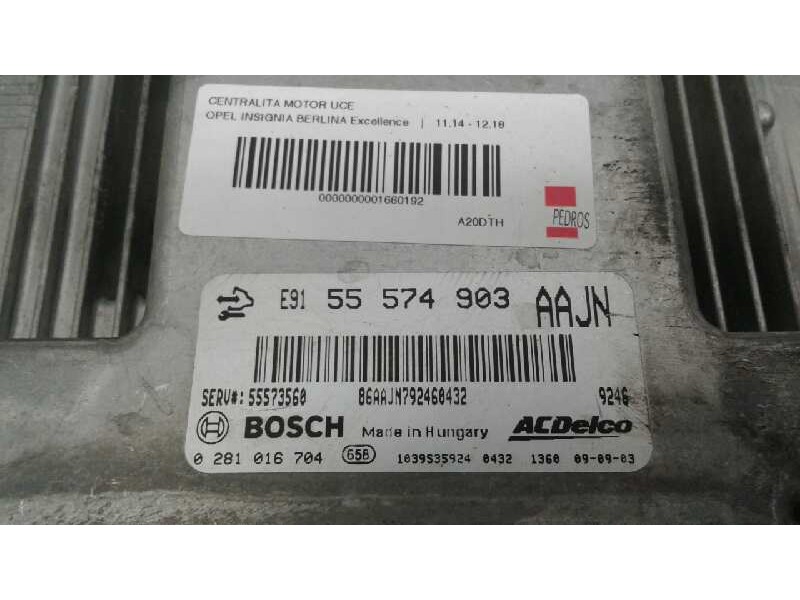 CENTRALITA MOTOR UCE
OPEL INSIGNIA BERLINA Excellence | 11.14 - 12.18
0000000001660192
A20DTH
PEDROS
E91 55 574 903 AAJN
SERV#: 55573560 86AAJN792460432 9246
BOSCH Made in Hungary ACDelco
0 281 016 704 G5B 1039S35924 0432 1360 09-09-03